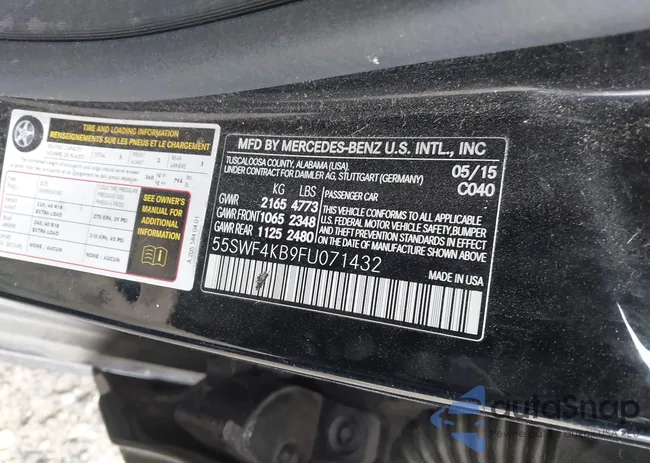 TIRE AND LOADING INFORMATION
RENSEIGNEMENTS SUR LES PNEUS ET LE CHARGEMENT
SEE OWNER'S
MANUAL FOR
ADDITIONAL
INFORMATION
A 205 584 04 01
MFD BY MERCEDES-BENZ U.S. INTL., INC
TUSCALOOSA COUNTY, ALABAMA (USA) 05/15
UNDER CONTRACT FOR DAIMLER AG, STUTTGART (GERMANY) C040
KG LBS PASSENGER CAR
GWR 2165 4773 THIS VEHICLE CONFORMS TO ALL APPLICABLE
GAWR FRONT 1065 2348 U.S. FEDERAL MOTOR VEHICLE SAFETY, BUMPER
GAWR REAR 1125 2480 AND THEFT PREVENTION STANDARDS IN EFFECT
ON THE DATE OF MANUFACTURE SHOWN ABOVE
55SWF4KB9FU071432
MADE IN USA
autoSnap